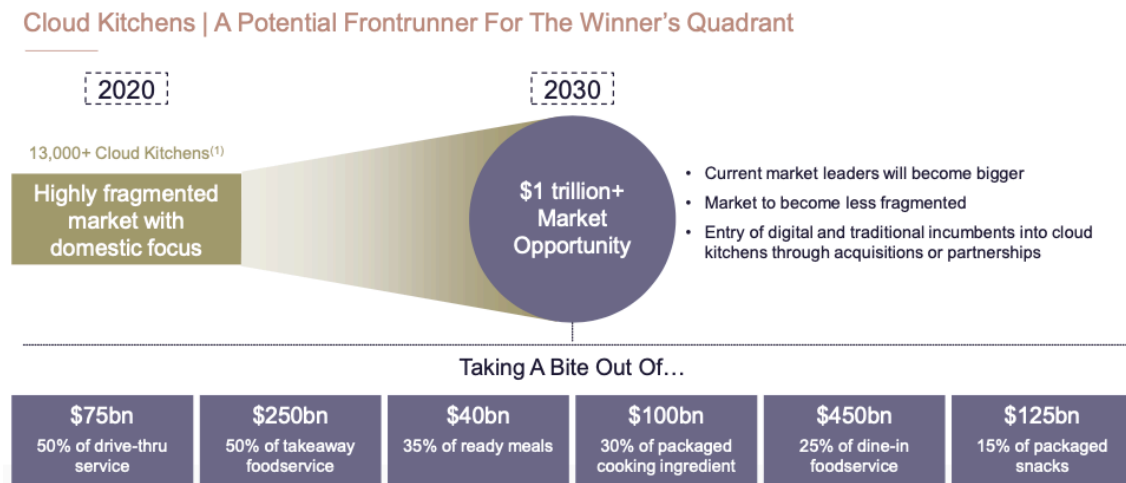 Cloud Kitchens | A Potential Frontrunner For The Winner's Quadrant
2020
2030
13,000+ Cloud Kitchens(1)
Highly fragmented
market with
domestic focus
$1 trillion+
Market
Opportunity
• Current market leaders will become bigger
• Market to become less fragmented
• Entry of digital and traditional incumbents into cloud
kitchens through acquisitions or partnerships
Taking A Bite Out Of…
$75bn
50% of drive-thru
service
$250bn
50% of takeaway
foodservice
$40bn
35% of ready meals
$100bn
30% of packaged
cooking ingredient
$450bn
25% of dine-in
foodservice
$125bn
15% of packaged
snacks